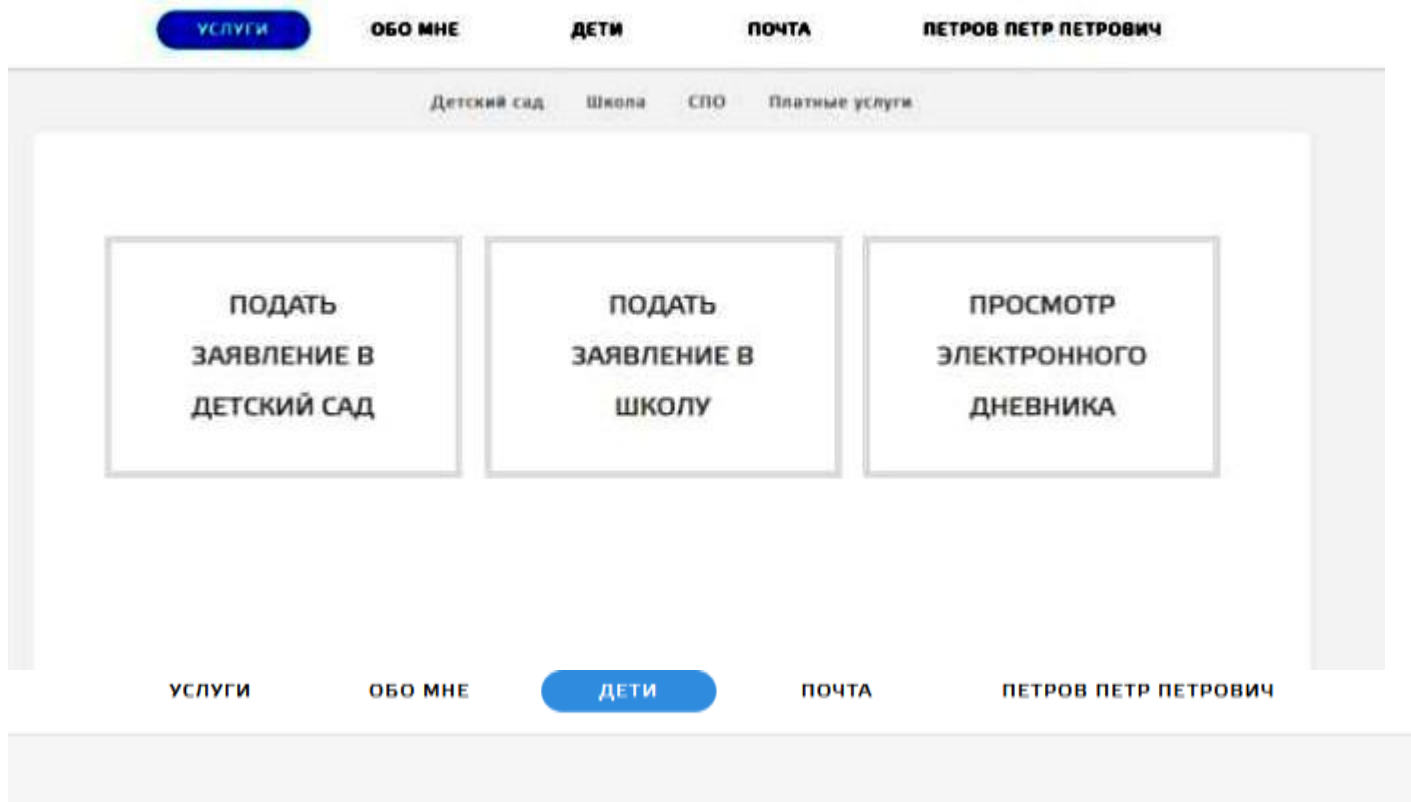 УСЛУГИ ОБО МНЕ ДЕТИ ПОЧТА ПЕТРОВ ПЕТР ПЕТРОВИЧ
Детский сад Школа СПО Платные услуги
ПОДАТЬ
ЗАЯВЛЕНИЕ В
ДЕТСКИЙ САД
ПОДАТЬ
ЗАЯВЛЕНИЕ В
ШКОЛУ
ПРОСМОТР
ЭЛЕКТРОННОГО
ДНЕВНИКА
УСЛУГИ ОБО МНЕ ДЕТИ ПОЧТА ПЕТРОВ ПЕТР ПЕТРОВИЧ